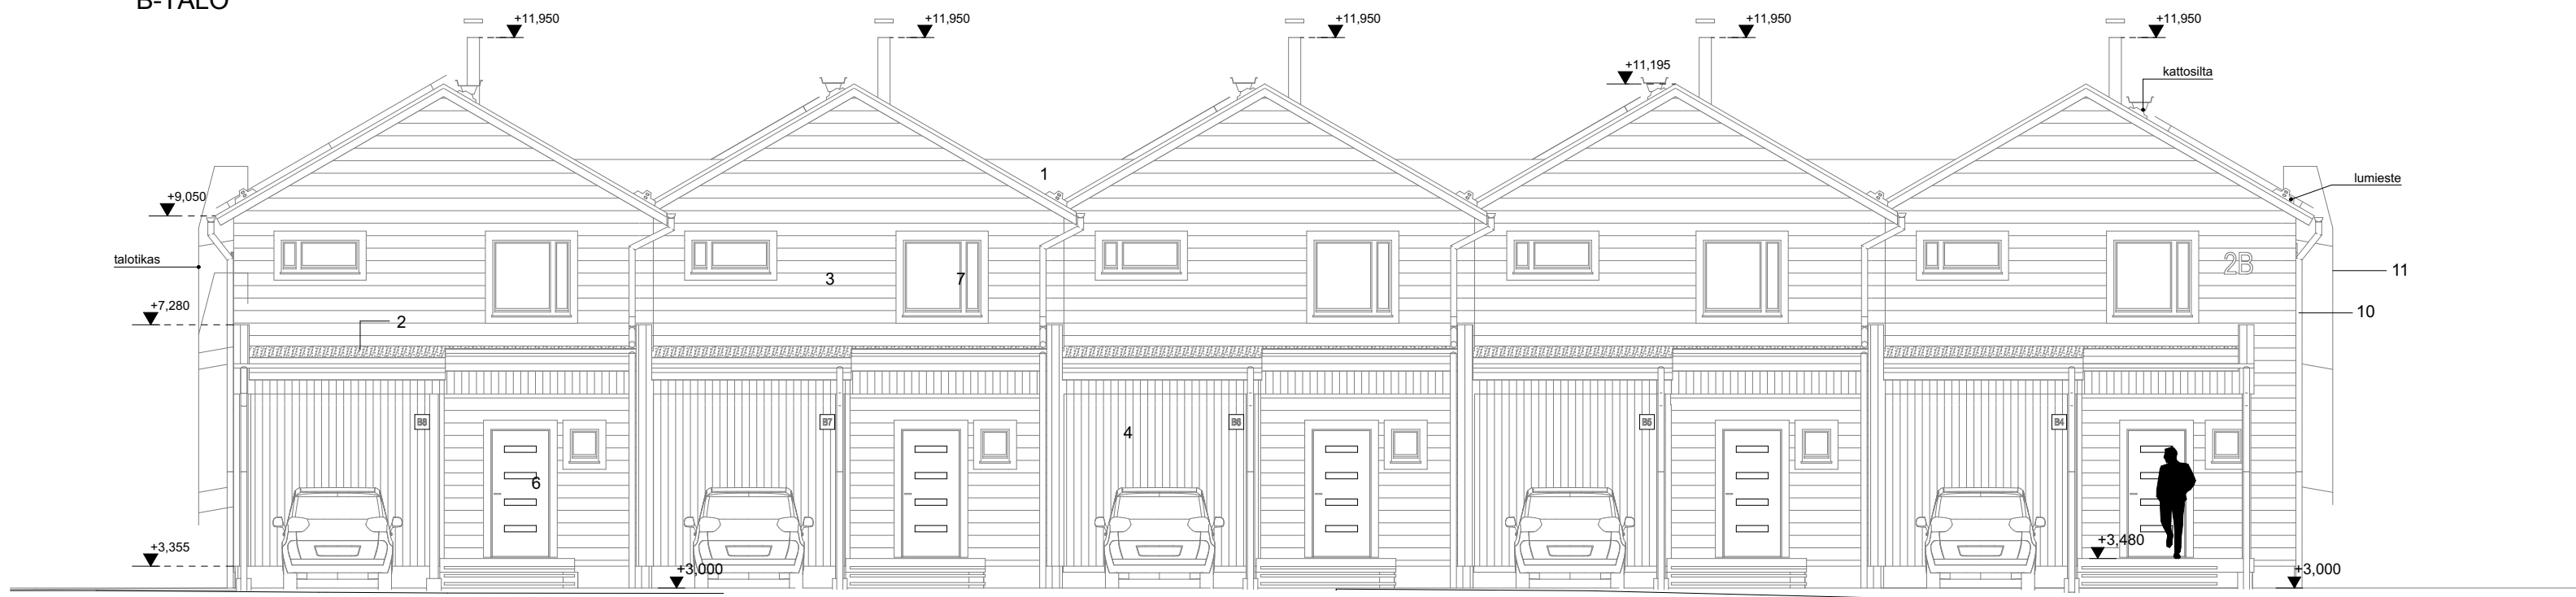 B-TALO
+11,950
+11,950
+11,950
+11,950
+11,950
+11,195
kattosilta
1
lumieste
+9,050
talotikas
3
7
2B
11
+7,280
2
10
B8
B7
B6
B5
B4
4
6
+3,355
+3,480
+3,000
+3,000